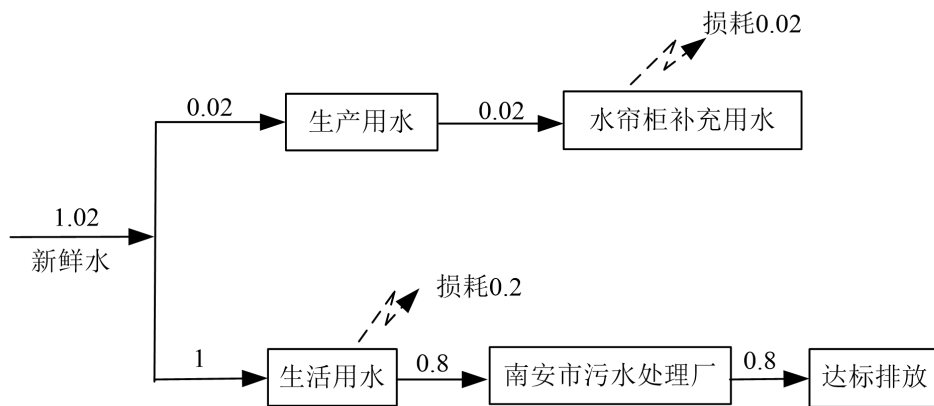 损耗0.02
0.02
生产用水
0.02
水帘柜补充用水
1.02
新鲜水
损耗0.2
1
生活用水
0.8
南安市污水处理厂
0.8
达标排放